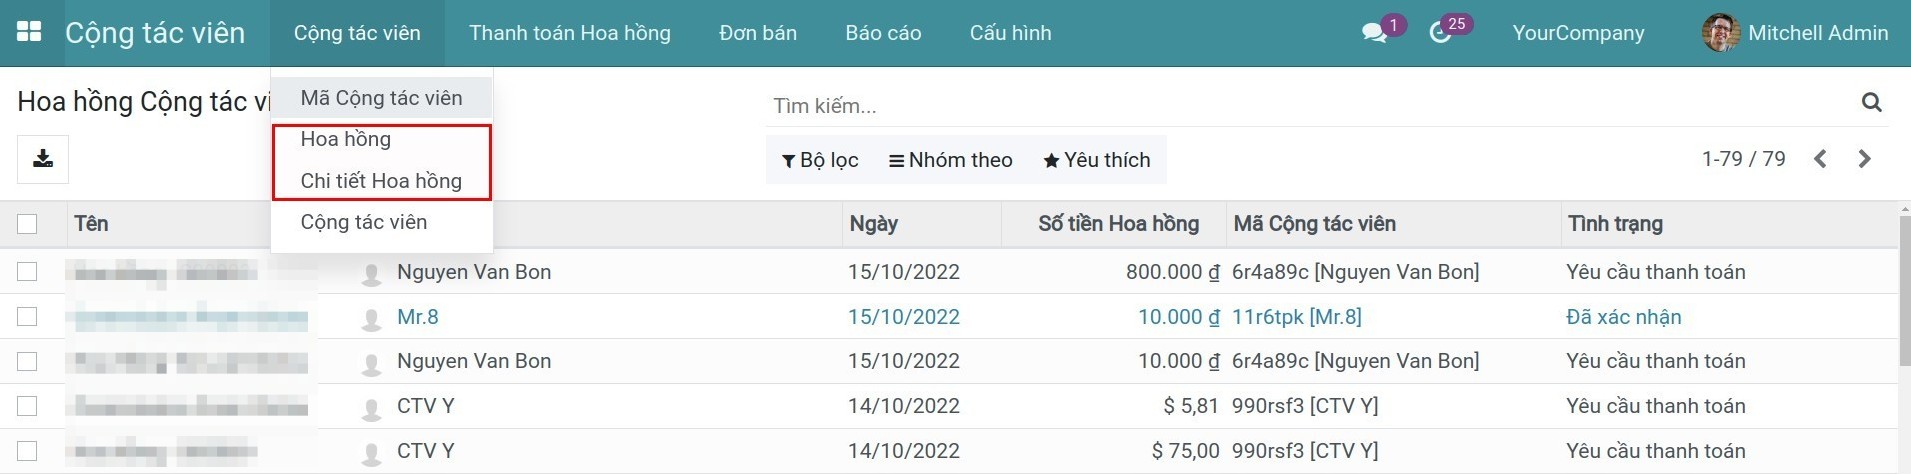 Cộng tác viên Cộng tác viên Thanh toán Hoa hồng Đơn bán Báo cáo Cấu hình 1 25 YourCompany Mitchell Admin
Mã Cộng tác viên
Hoa hồng
Chi tiết Hoa hồng
Cộng tác viên
Hoa hồng Cộng tác
Tìm kiếm...
Bộ lọc Nhóm theo Yêu thích 1-79 / 79
Tên Ngày Số tiền Hoa hồng Mã Cộng tác viên Tình trạng
Nguyen Van Bon 15/10/2022 800.000 ₫ 6r4a89c [Nguyen Van Bon] Yêu cầu thanh toán
Mr.8 15/10/2022 10.000 ₫ 11r6tpk [Mr.8] Đã xác nhận
Nguyen Van Bon 15/10/2022 10.000 ₫ 6r4a89c [Nguyen Van Bon] Yêu cầu thanh toán
CTV Y 14/10/2022 $ 5,81 990rsf3 [CTV Y] Yêu cầu thanh toán
CTV Y 14/10/2022 $ 75,00 990rsf3 [CTV Y] Yêu cầu thanh toán